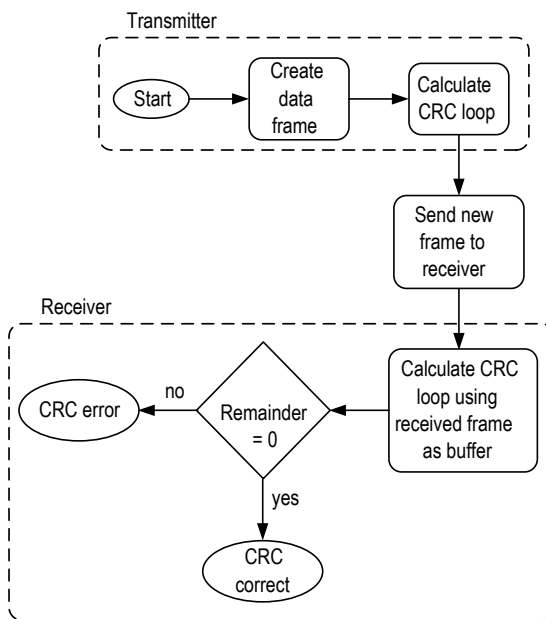 Transmitter
Start
Create
data
frame
Calculate
CRC loop
Send new
frame to
receiver
Receiver
Calculate CRC
loop using
received frame
as buffer
Remainder
= 0
no
CRC error
yes
CRC
correct